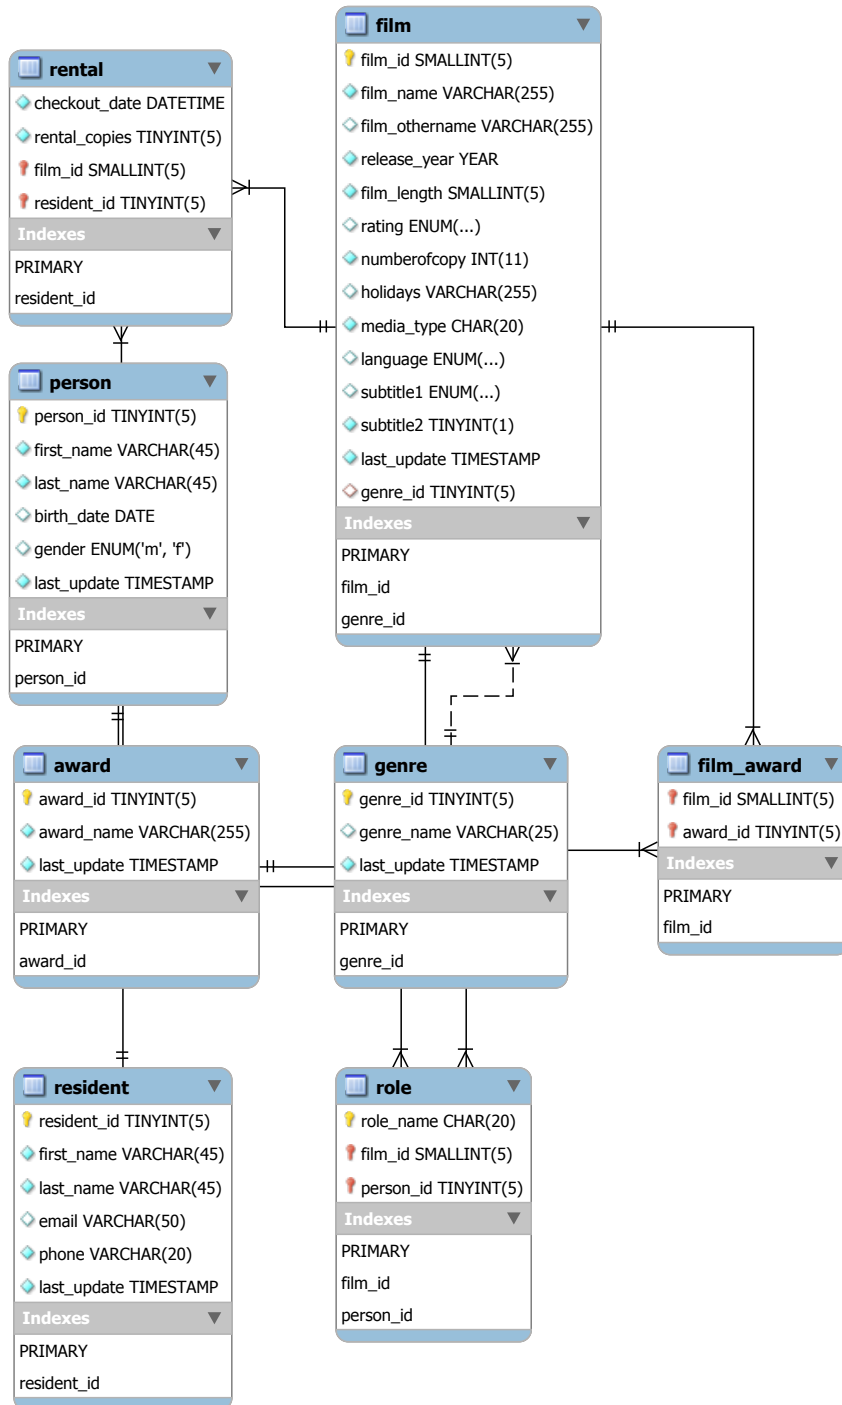 rental
checkout_date DATETIME
rental_copies TINYINT(5)
film_id SMALLINT(5)
resident_id TINYINT(5)
Indexes
PRIMARY
resident_id
film
film_id SMALLINT(5)
film_name VARCHAR(255)
film_othername VARCHAR(255)
release_year YEAR
film_length SMALLINT(5)
rating ENUM(...)
numberofcopy INT(11)
holidays VARCHAR(255)
media_type CHAR(20)
language ENUM(...)
subtitle1 ENUM(...)
subtitle2 TINYINT(1)
last_update TIMESTAMP
genre_id TINYINT(5)
Indexes
PRIMARY
film_id
genre_id
person
person_id TINYINT(5)
first_name VARCHAR(45)
last_name VARCHAR(45)
birth_date DATE
gender ENUM('m', 'f')
last_update TIMESTAMP
Indexes
PRIMARY
person_id
award
award_id TINYINT(5)
award_name VARCHAR(255)
last_update TIMESTAMP
Indexes
PRIMARY
award_id
genre
genre_id TINYINT(5)
genre_name VARCHAR(25)
last_update TIMESTAMP
Indexes
PRIMARY
genre_id
film_award
film_id SMALLINT(5)
award_id TINYINT(5)
Indexes
PRIMARY
film_id
resident
resident_id TINYINT(5)
first_name VARCHAR(45)
last_name VARCHAR(45)
email VARCHAR(50)
phone VARCHAR(20)
last_update TIMESTAMP
Indexes
PRIMARY
resident_id
role
role_name CHAR(20)
film_id SMALLINT(5)
person_id TINYINT(5)
Indexes
PRIMARY
film_id
person_id